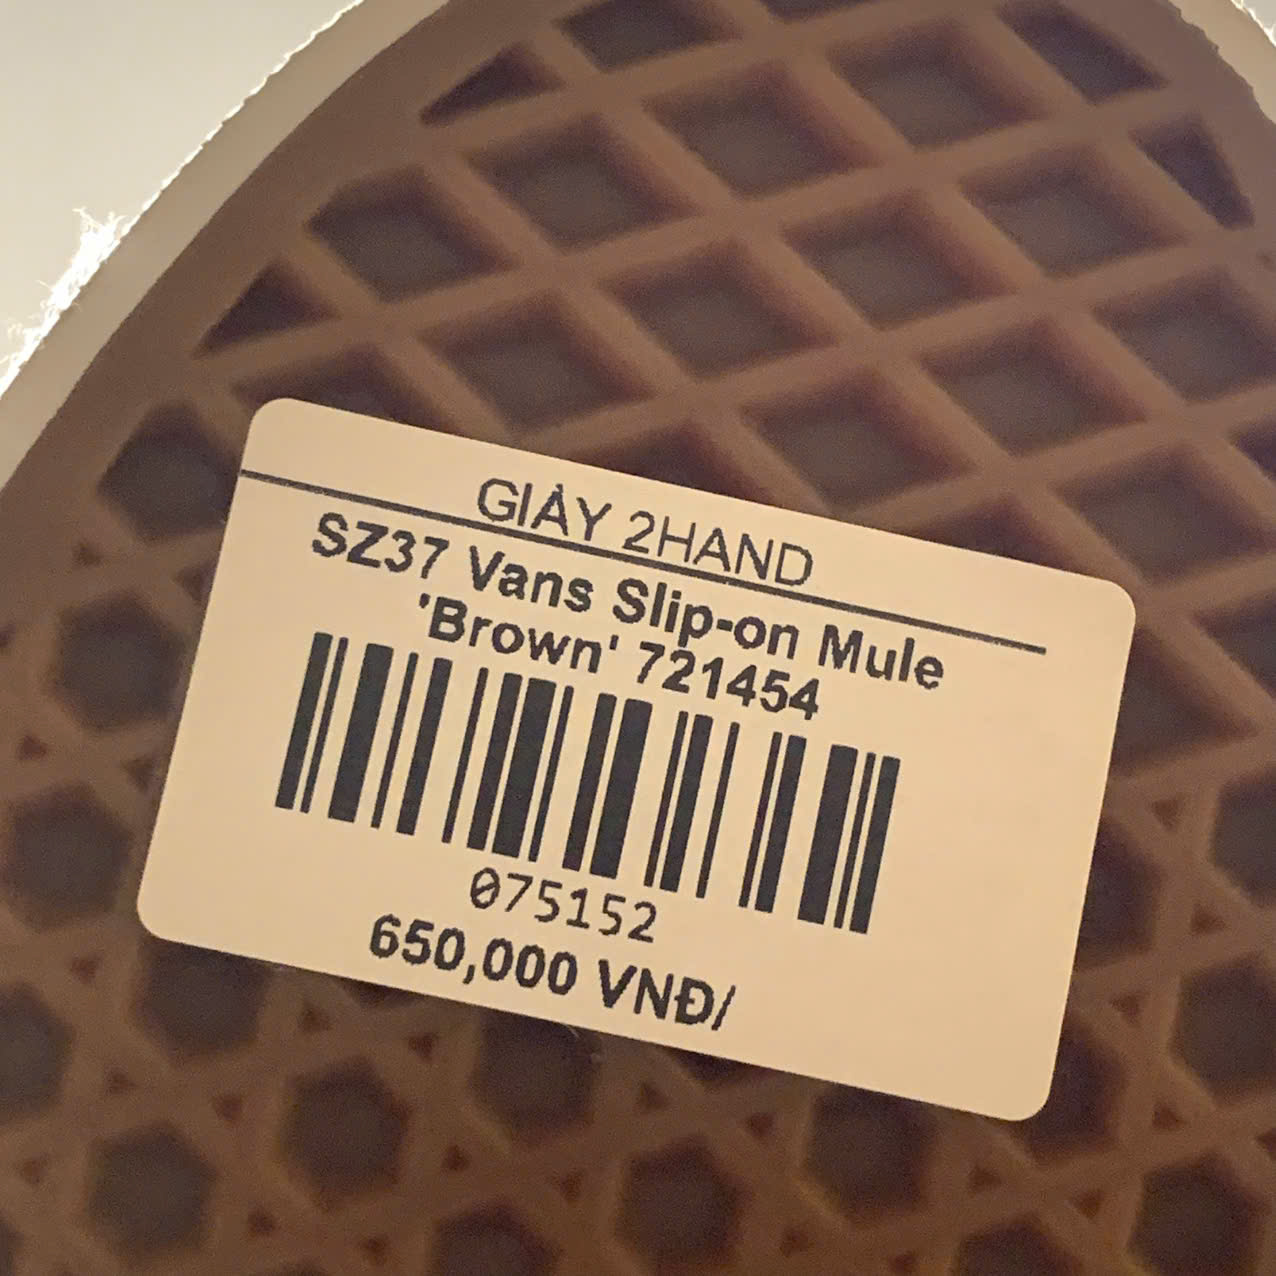 GIÀY 2HAND
SZ37 Vans Slip-on Mule
'Brown' 721454
075152
650,000 VNĐ/